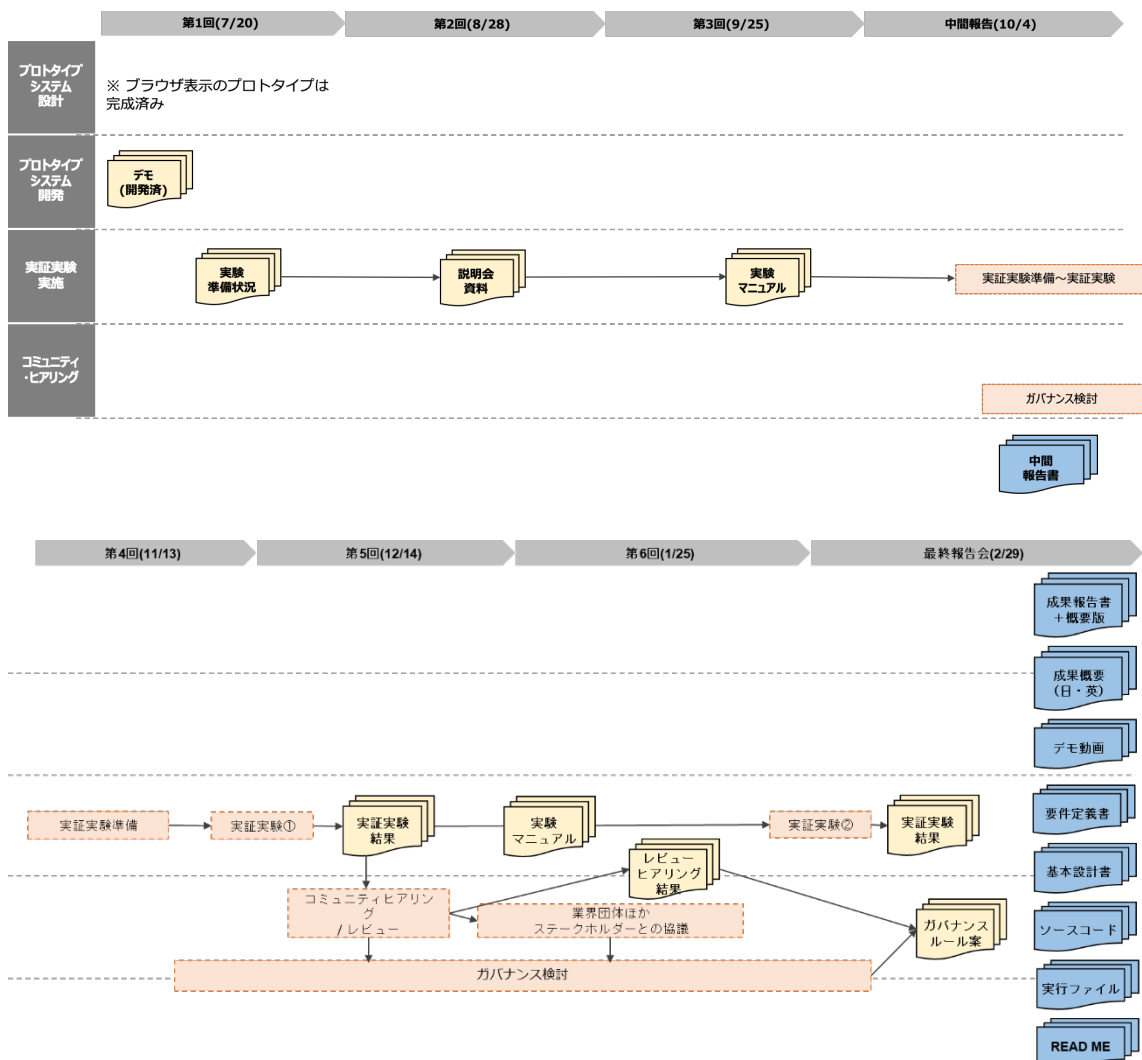 第1回(7/20)
第2回(8/28)
第3回(9/25)
中間報告(10/4)
プロトタイプ
システム
設計
※ ブラウザ表示のプロトタイプは
完成済み
プロトタイプ
システム
開発
デモ
(開発済)
実証実験
実施
実験
準備状況
説明会
資料
実験
マニュアル
実証実験準備～実証実験
コミュニティ
・ヒアリング
ガバナンス検討
中間
報告書
第4回(11/13)
第5回(12/14)
第6回(1/25)
最終報告会(2/29)
成果報告書
＋概要版
成果概要
（日・英）
デモ動画
実証実験準備
実証実験①
実証実験
結果
実験
マニュアル
実証実験②
実証実験
結果
要件定義書
レビュー
ヒアリング
結果
基本設計書
コミュニティヒアリン
グ
/ レビュー
業界団体ほか
ステークホルダーとの協議
ガバナンス
ルール案
ソースコード
ガバナンス検討
実行ファイル
READ ME